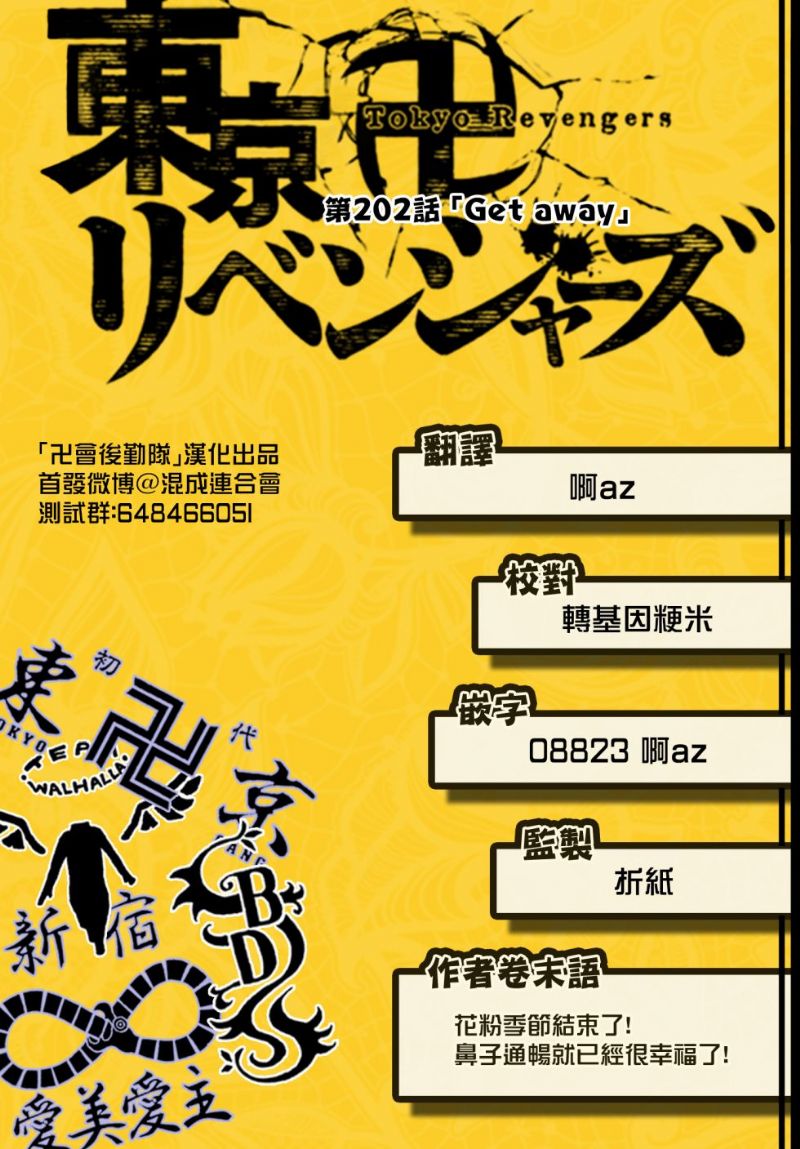 東京卍
Tokyo Revengers
第202話「Get away」
リベンジャーズ
「卍會後勤隊」漢化出品
首發微博@混成連合會
測試群:648466051
翻譯
啊az
校對
轉基因粳米
嵌字
08823 啊az
監製
折紙
作者卷末語
花粉季節結束了!
鼻子通暢就已經很幸福了!
初
代
東
卍
京
TOKYO
WALHALLA
BD
新宿
愛美愛主